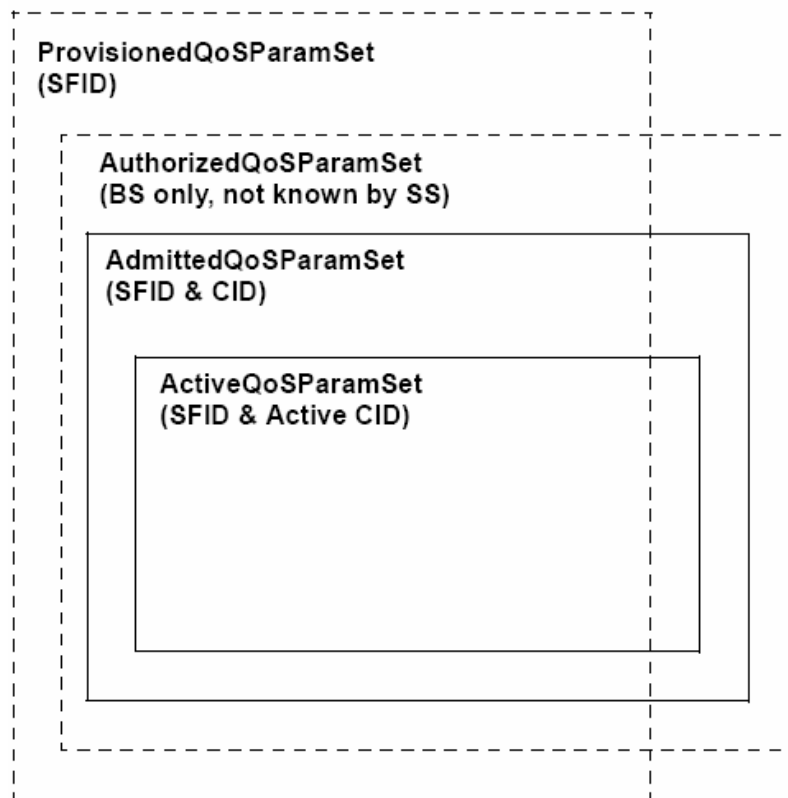 ProvisionedQoSParamSet
(SFID)
AuthorizedQoSParamSet
(BS only, not known by SS)
AdmittedQoSParamSet
(SFID & CID)
ActiveQoSParamSet
(SFID & Active CID)